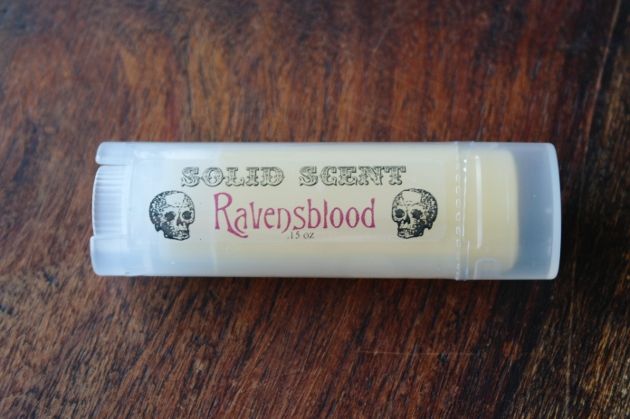 SOLID SCENT
Ravensblood
.15 oz